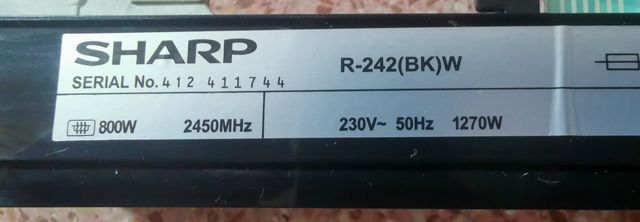 SHARP
R-242(BK)W
SERIAL No. 412 411744
800W 2450MHz 230V~ 50Hz 1270W